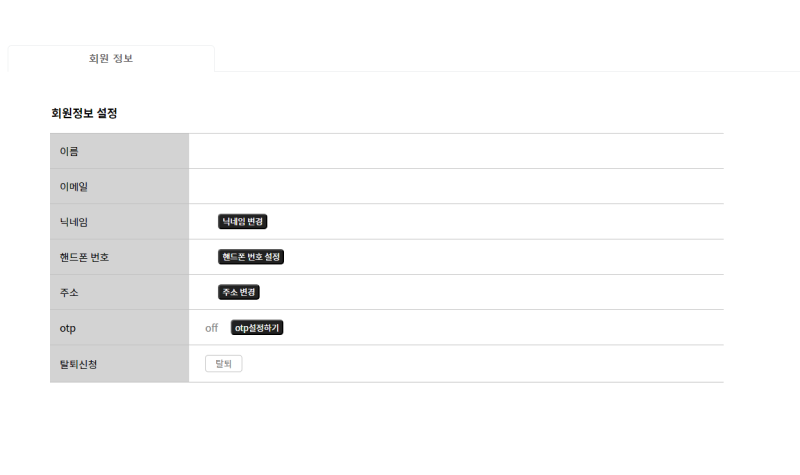 회원 정보
회원정보 설정
이름
이메일
닉네임 닉네임 변경
핸드폰 번호 핸드폰 번호 설정
주소 주소 변경
otp off otp설정하기
탈퇴신청 탈퇴